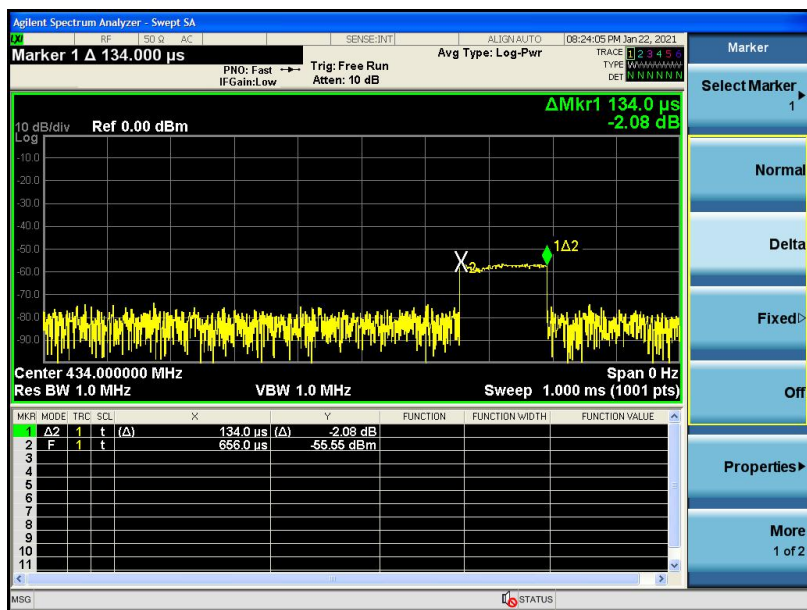 Agilent Spectrum Analyzer - Swept SA
LXI RF 50 Ω AC SENSE:INT ALIGN AUTO 08:24:05 PM Jan 22, 2021
Marker 1 Δ 134.000 µs
PNO: Fast
IFGain:Low
Trig: Free Run
Atten: 10 dB
Avg Type: Log-Pwr
TRACE 1 2 3 4 5 6
TYPE WWWWWW
DET N N N N N N
ΔMkr1 134.0 µs
-2.08 dB
10 dB/div Ref 0.00 dBm
Log
-10.0
-20.0
-30.0
-40.0
-50.0
-60.0
-70.0
-80.0
-90.0
1Δ2
X2
Center 434.000000 MHz Span 0 Hz
Res BW 1.0 MHz VBW 1.0 MHz Sweep 1.000 ms (1001 pts)
MKR MODE TRC SCL X Y FUNCTION FUNCTION WIDTH FUNCTION VALUE
1 Δ2 1 t (Δ) 134.0 µs (Δ) -2.08 dB
2 F 1 t 656.0 µs -55.55 dBm
3
4
5
6
7
8
9
10
11
MSG STATUS
Marker
Select Marker
1
Normal
Delta
Fixed
Off
Properties
More
1 of 2